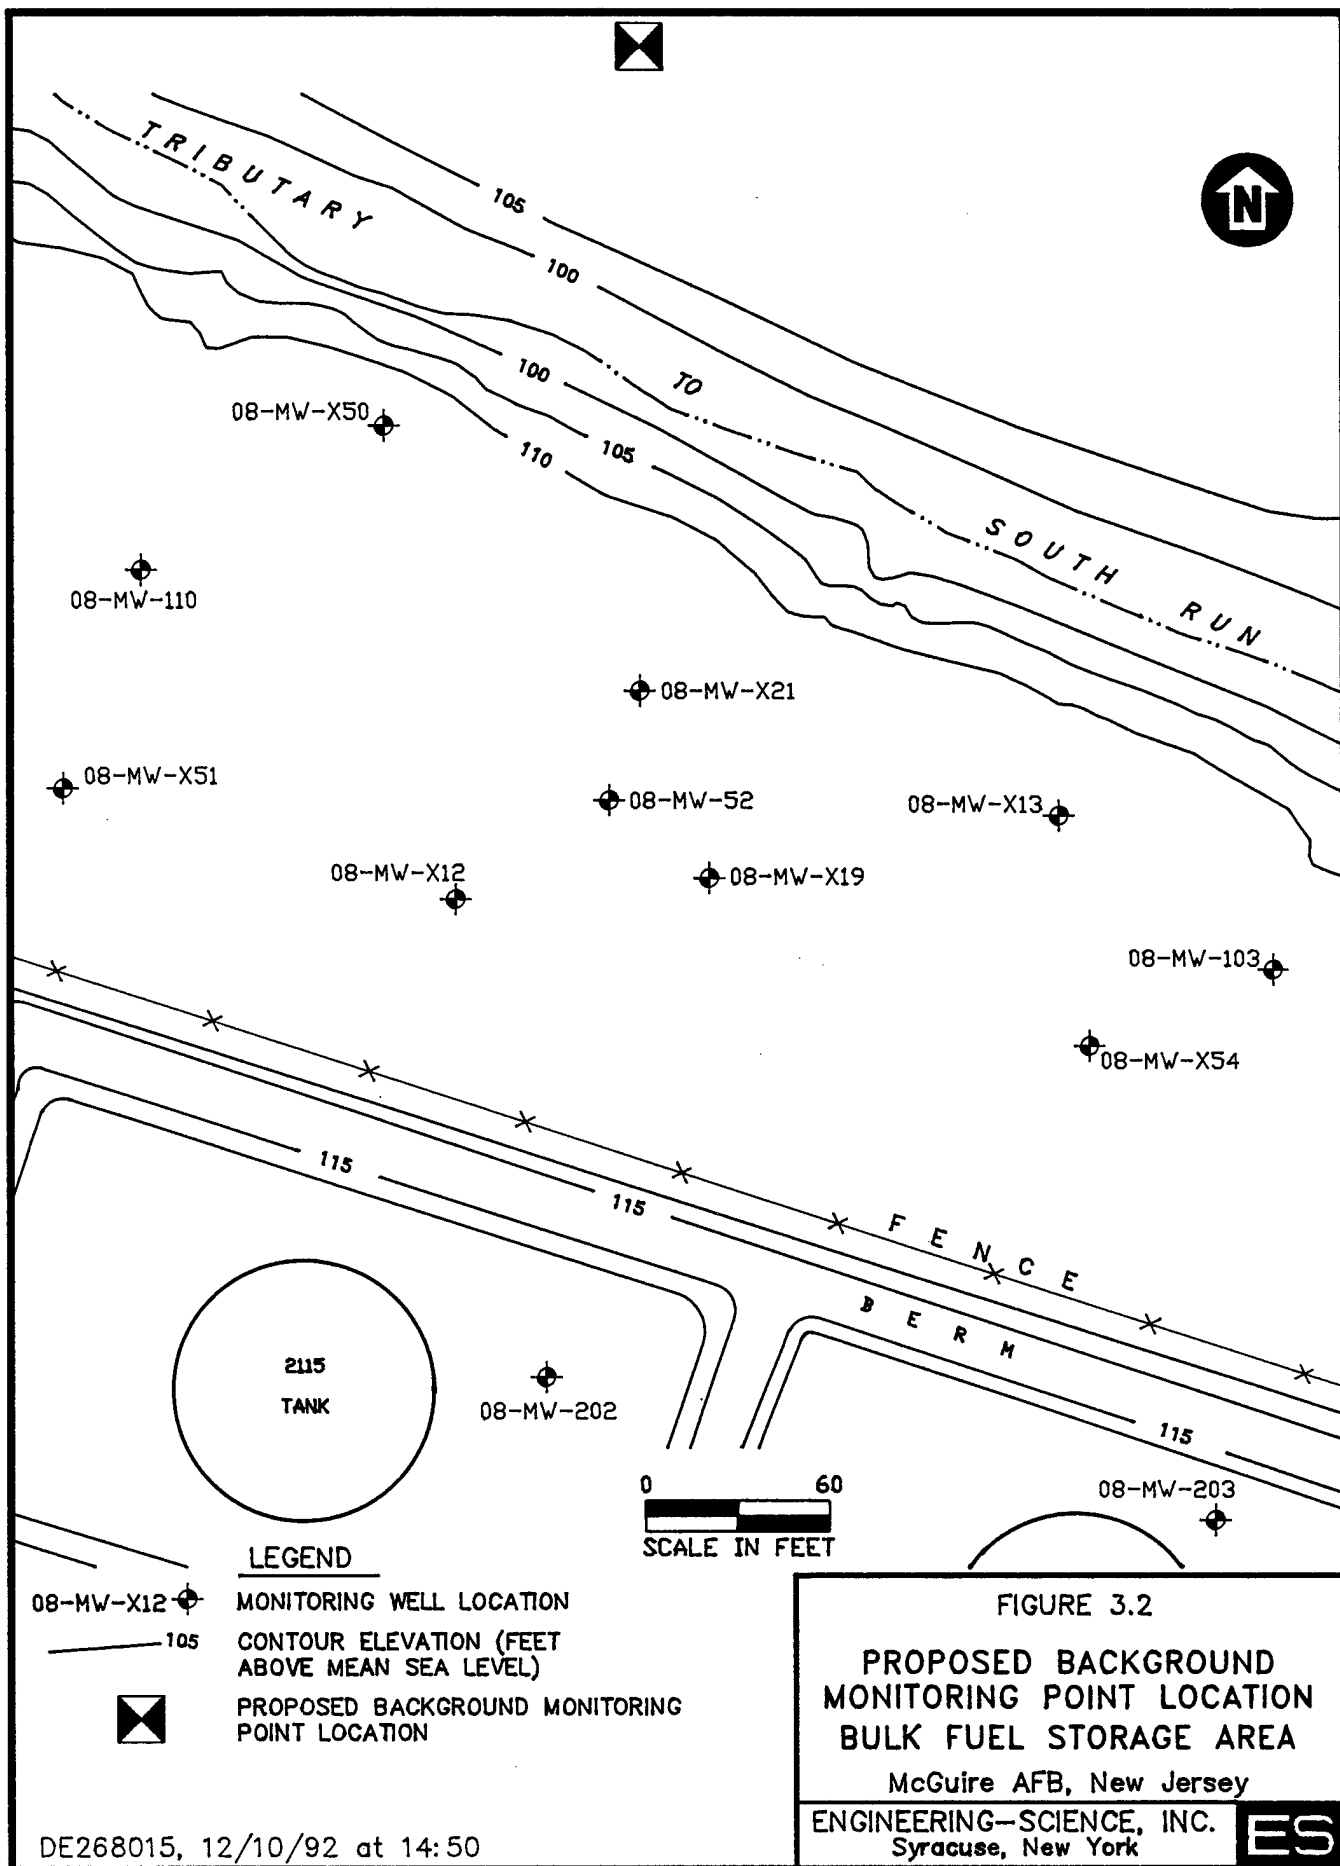 N
TRIBUTARY
TO
SOUTH RUN
105
100
100
105
110
08-MW-X50
08-MW-110
08-MW-X21
08-MW-X51
08-MW-52
08-MW-X13
08-MW-X12
08-MW-X19
08-MW-103
08-MW-X54
115
115
FENCE
BERM
2115
TANK
08-MW-202
115
0 60
SCALE IN FEET
08-MW-203
LEGEND
08-MW-X12 MONITORING WELL LOCATION
105 CONTOUR ELEVATION (FEET
ABOVE MEAN SEA LEVEL)
PROPOSED BACKGROUND MONITORING
POINT LOCATION
DE268015, 12/10/92 at 14:50
FIGURE 3.2
PROPOSED BACKGROUND
MONITORING POINT LOCATION
BULK FUEL STORAGE AREA
McGuire AFB, New Jersey
ENGINEERING-SCIENCE, INC.
Syracuse, New York
ES